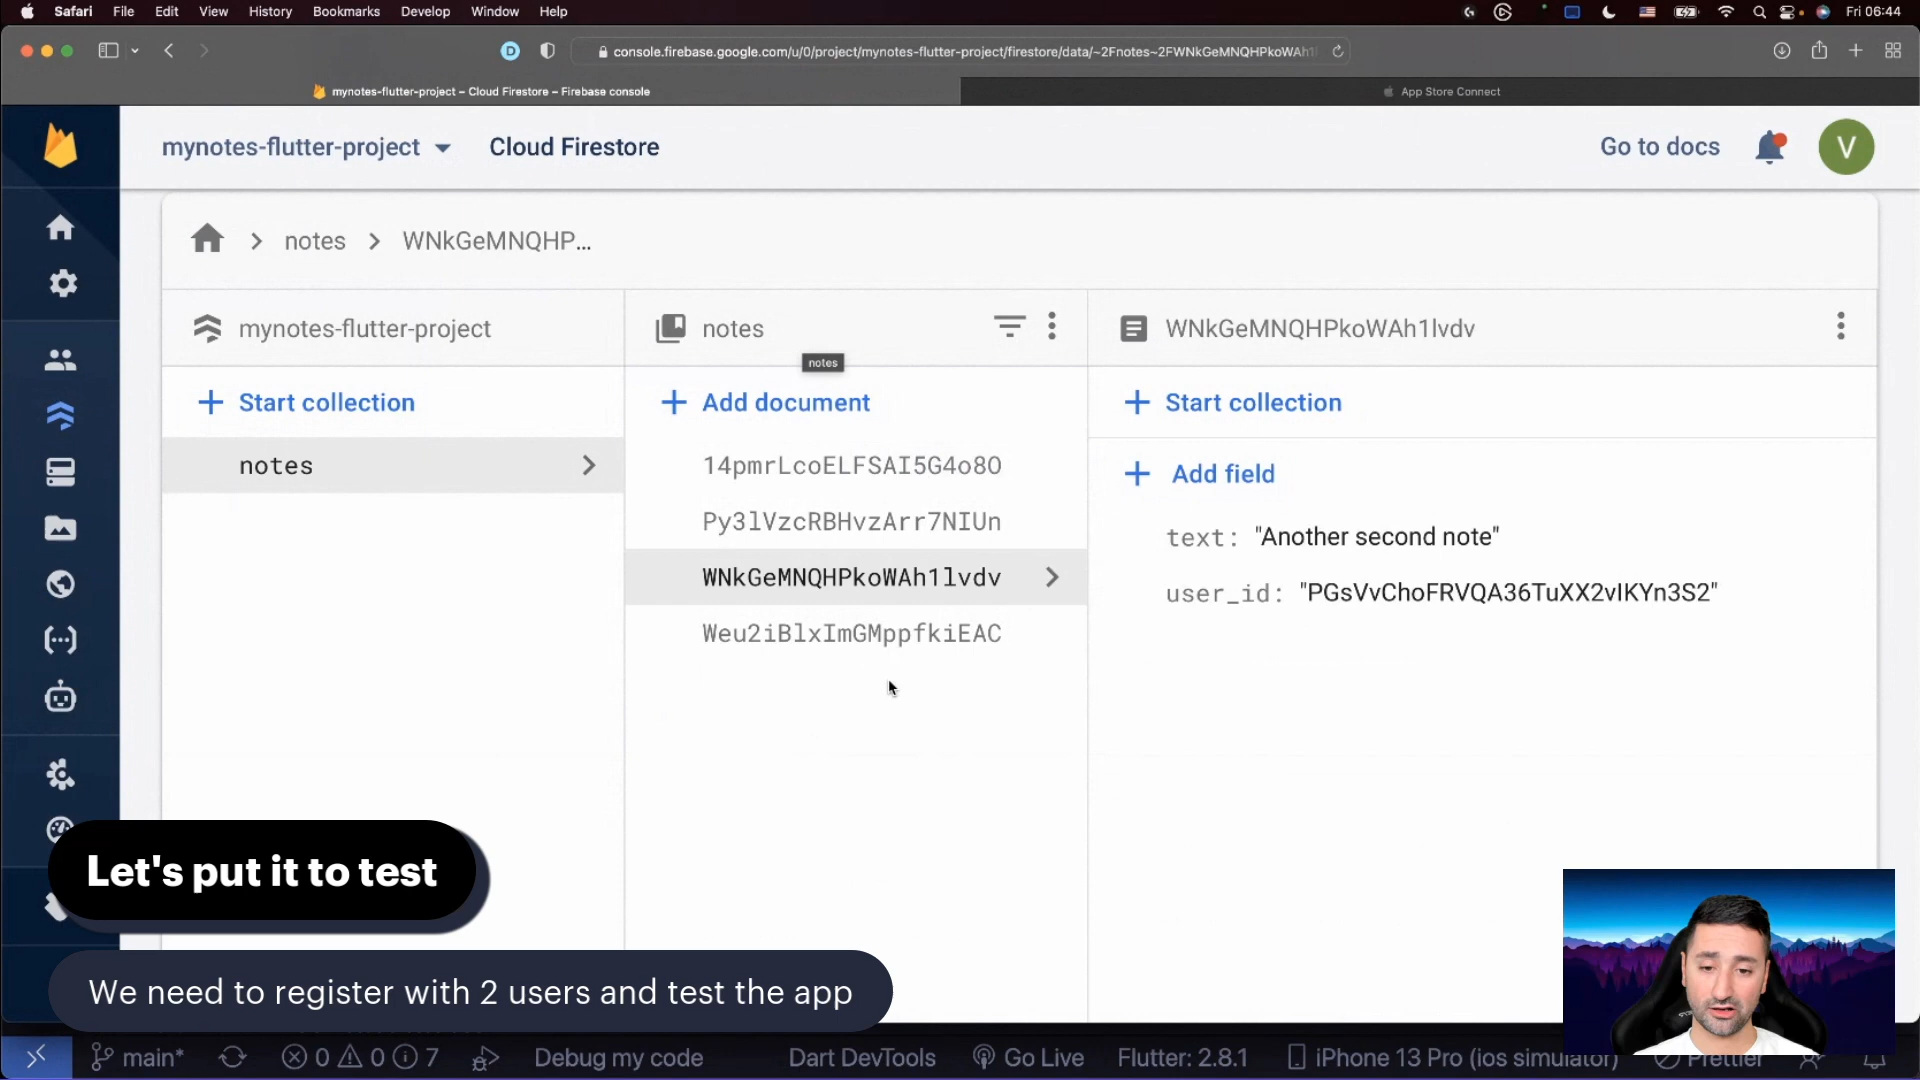 Safari File Edit View History Bookmarks Develop Window Help Fri 06:44
D console.firebase.google.com/u/0/project/mynotes-flutter-project/firestore/data/~2Fnotes~2FWNkGeMNQHPkoWAh1l
mynotes-flutter-project – Cloud Firestore – Firebase console
App Store Connect
mynotes-flutter-project Cloud Firestore Go to docs V
notes > WNkGeMNQHP...
mynotes-flutter-project
notes
WNkGeMNQHPkoWAh1lvdv
notes
+ Start collection
+ Add document
+ Start collection
notes
14pmrLcoELFSAI5G4o8O
Py3lVzcRBHvzArr7NIUn
WNkGeMNQHPkoWAh1lvdv
Weu2iBlxImGMppfkiEAC
+ Add field
text: "Another second note"
user_id: "PGsVvChoFRVQA36TuXX2vIKYn3S2"
Let's put it to test
We need to register with 2 users and test the app
main* 0 0 7 Debug my code Dart DevTools Go Live Flutter: 2.8.1 iPhone 13 Pro (ios simulator) Prettier